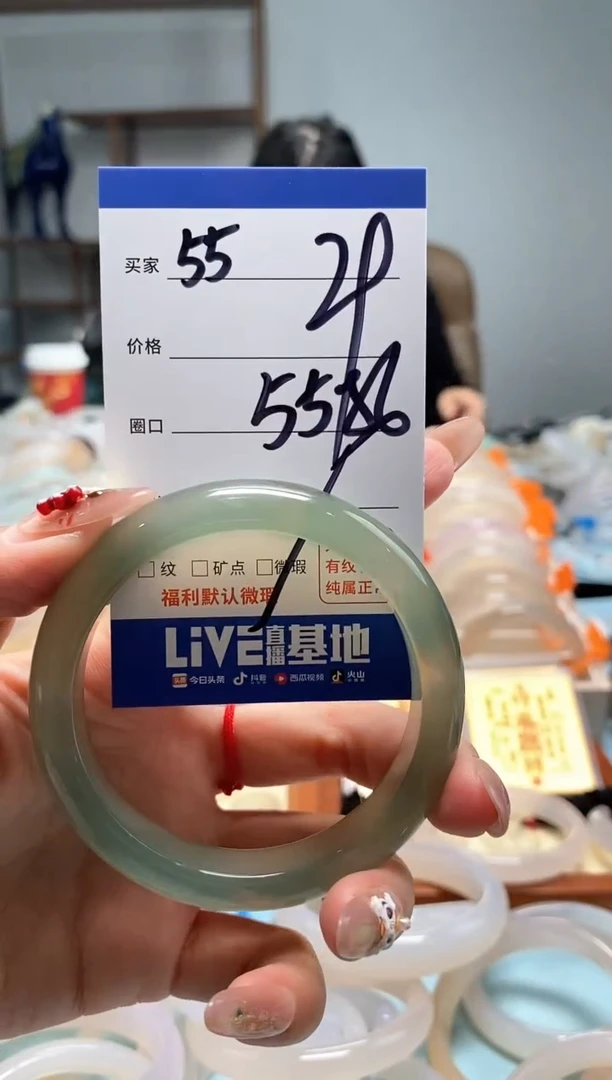 买家 55
价格
圈口 55
纹 矿点 微瑕 有纹
福利默认微瑕 纯属正
LiVE直播基地
头条 今日头条 抖音 西瓜视频 火山